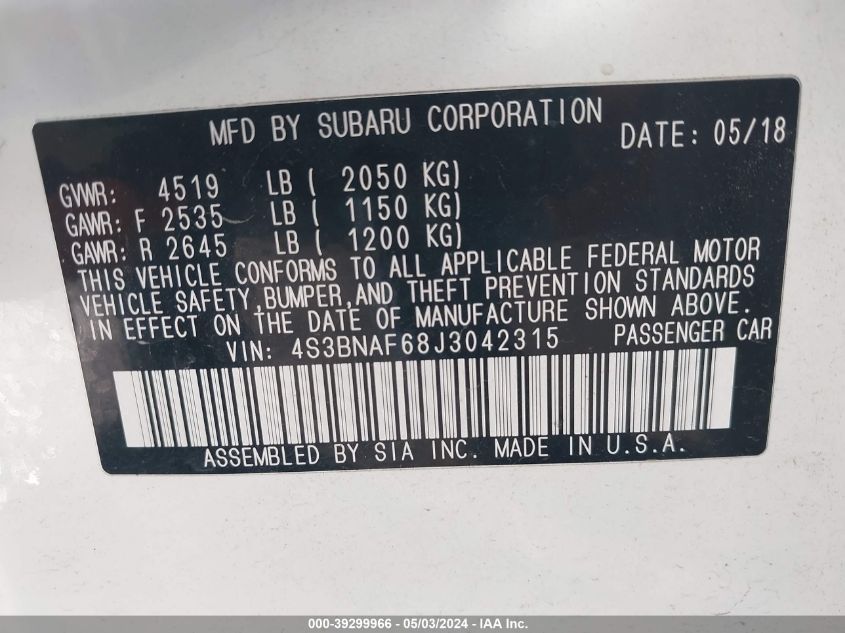 MFD BY SUBARU CORPORATION DATE: 05/18
GVWR: 4519 LB ( 2050 KG)
GAWR: F 2535 LB ( 1150 KG)
GAWR: R 2645 LB ( 1200 KG)
THIS VEHICLE CONFORMS TO ALL APPLICABLE FEDERAL MOTOR
VEHICLE SAFETY,BUMPER,AND THEFT PREVENTION STANDARDS
IN EFFECT ON THE DATE OF MANUFACTURE SHOWN ABOVE.
VIN: 4S3BNAF68J3042315 PASSENGER CAR
ASSEMBLED BY SIA INC. MADE IN U.S.A.
000-39299966 - 05/03/2024 - IAA Inc.